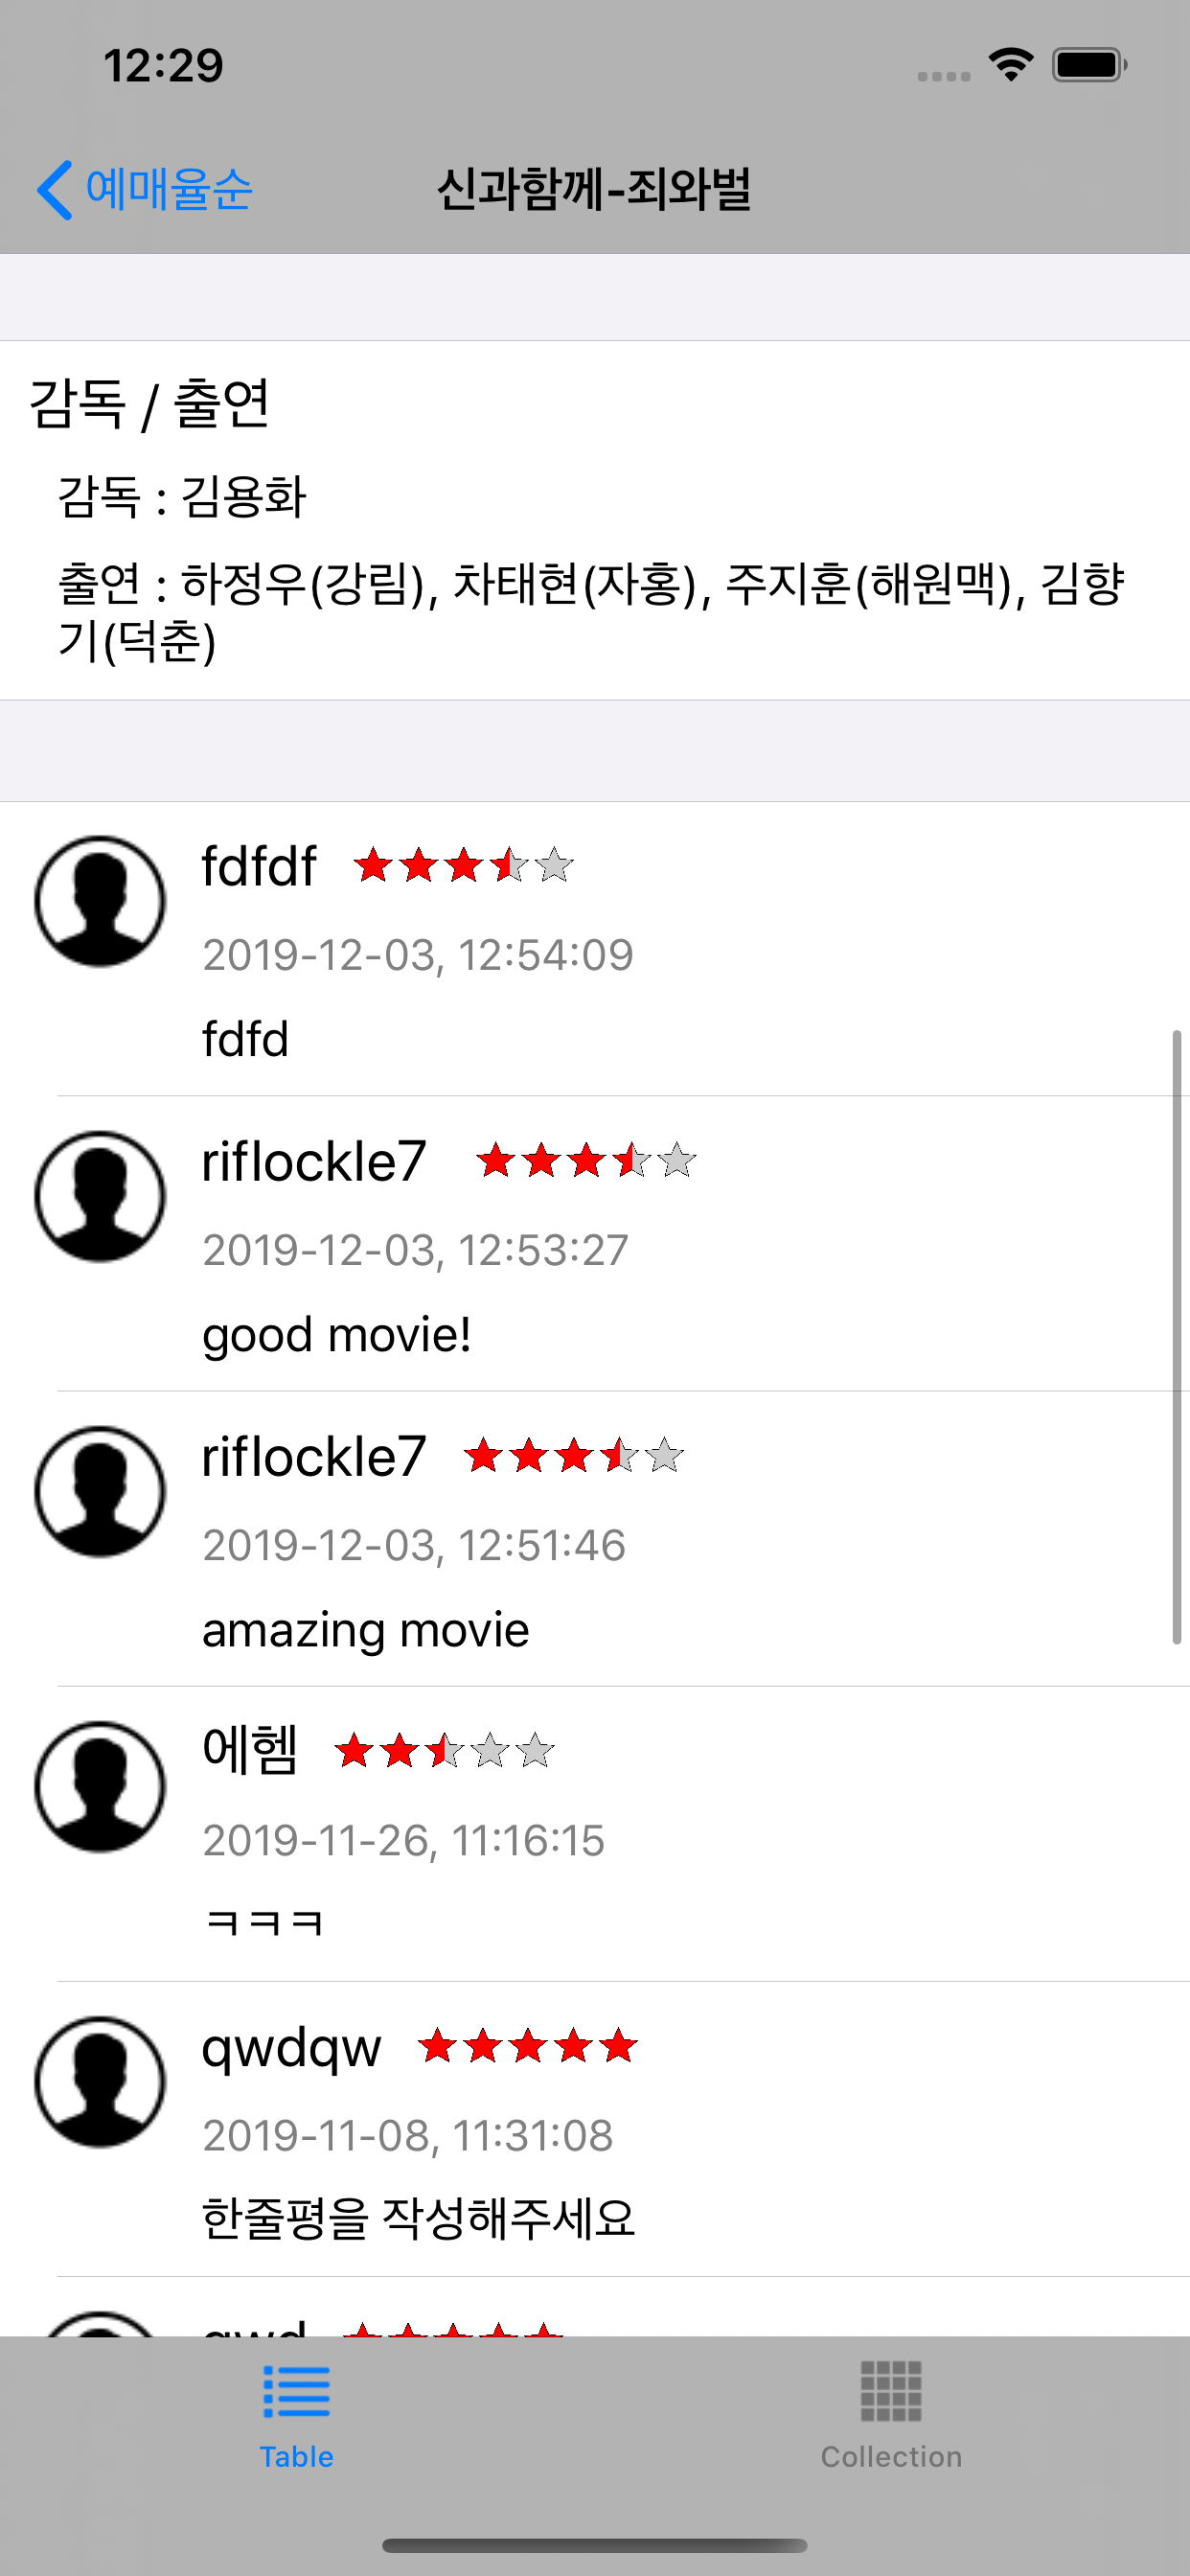 12:29
예매율순
신과함께-죄와벌
감독 / 출연
감독 : 김용화
출연 : 하정우(강림), 차태현(자홍), 주지훈(해원맥), 김향
기(덕춘)
fdfdf
2019-12-03, 12:54:09
fdfd
riflockle7
2019-12-03, 12:53:27
good movie!
riflockle7
2019-12-03, 12:51:46
amazing movie
에헴
2019-11-26, 11:16:15
ㅋㅋㅋ
qwdqw
2019-11-08, 11:31:08
한줄평을 작성해주세요
Table
Collection